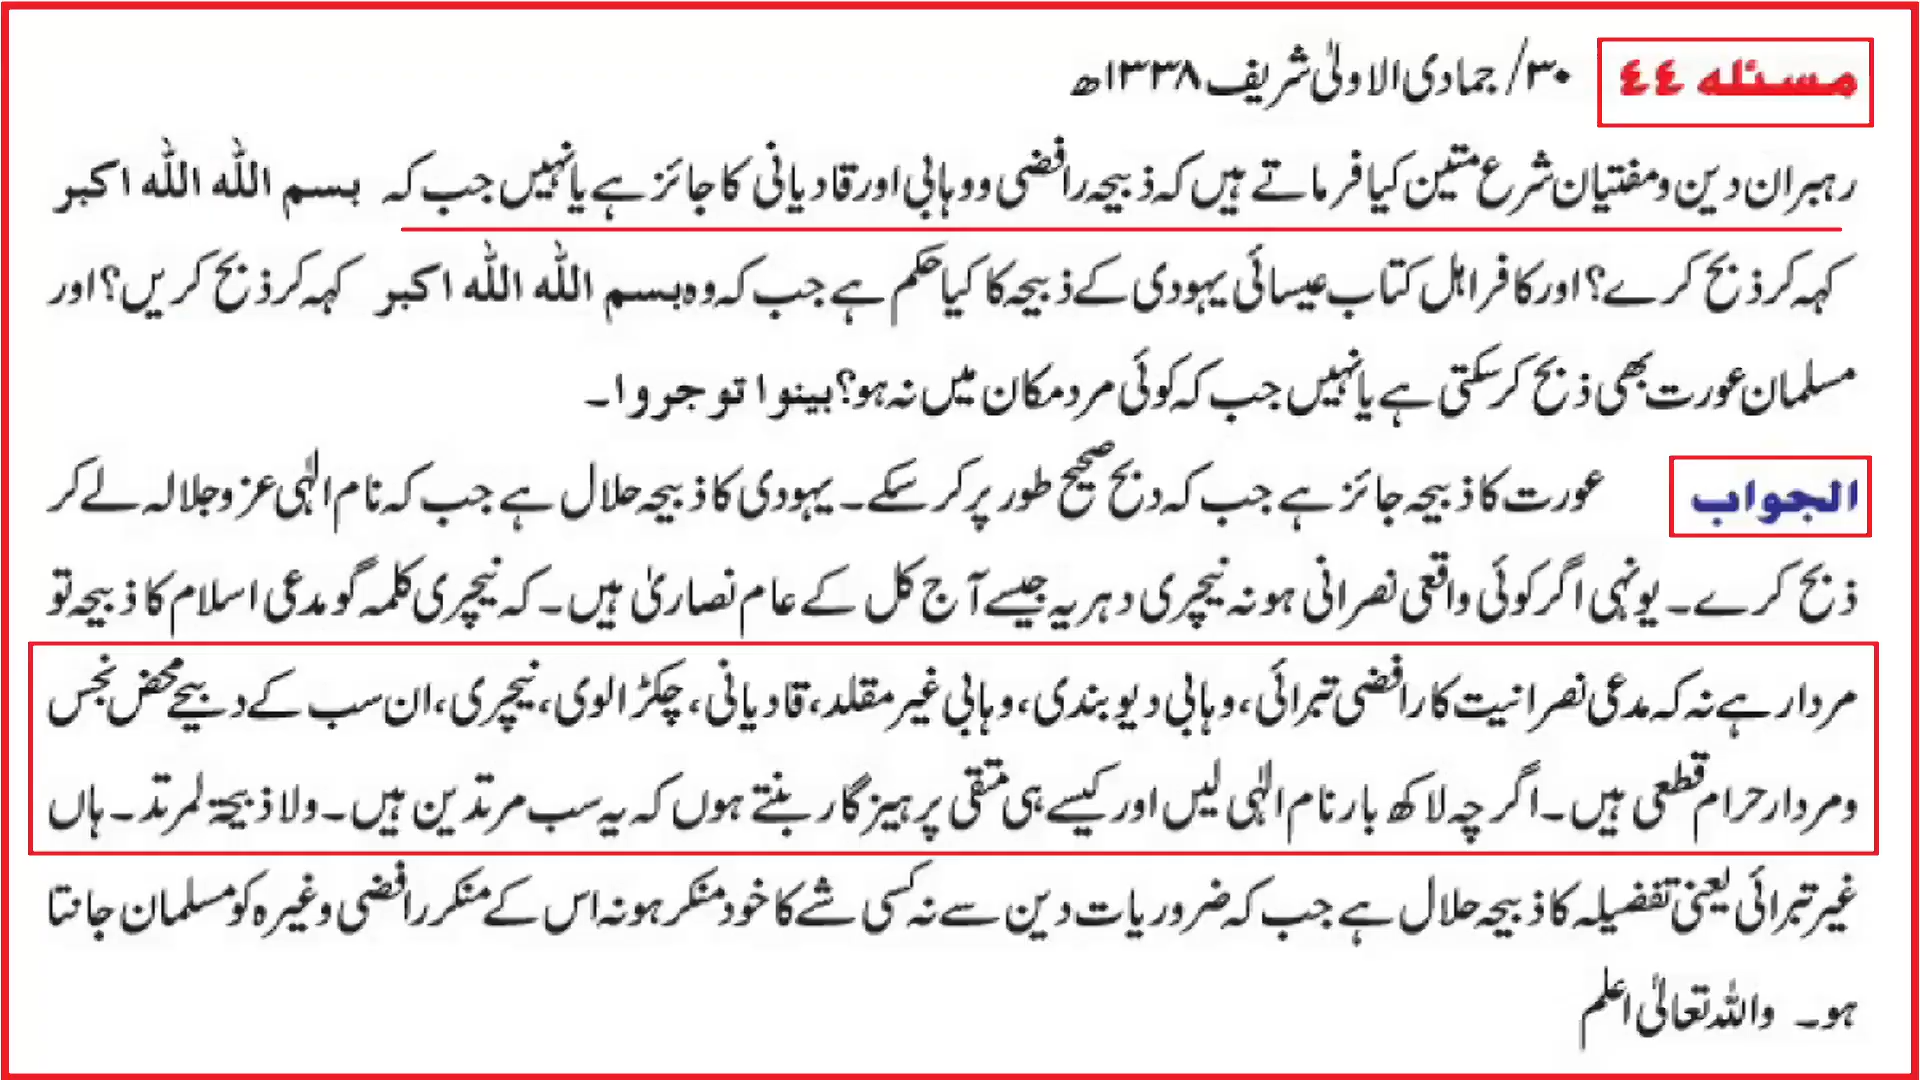 مسئلہ ٤٤ ۳۰/ جمادی الاولیٰ شریف ۱۳۳۸ھ
رہبران دین و مفتیان شرع متین کیا فرماتے ہیں کہ ذبیحہ رافضی و وہابی اور قادیانی کا جائز ہے یا نہیں جب کہ بسم اللہ اللہ اکبر
کہہ کر ذبح کرے؟ اور کافر اہل کتاب عیسائی یہودی کے ذبیحہ کا کیا حکم ہے جب کہ وہ بسم اللہ اللہ اکبر کہہ کر ذبح کریں؟ اور
مسلمان عورت بھی ذبح کر سکتی ہے یا نہیں جب کہ کوئی مرد مکان میں نہ ہو؟ بینوا توجروا۔
الجواب عورت کا ذبیحہ جائز ہے جب کہ دبح صحیح طور پر کر سکے۔ یہودی کا ذبیحہ حلال ہے جب کہ نام الٰہی عزوجلالہ لے کر
ذبح کرے۔ یونہی اگر کوئی واقعی نصرانی ہو نہ نیچری دہریہ جیسے آج کل کے عام نصاریٰ ہیں۔ کہ نیچری کلمہ گو مدعی اسلام کا ذبیحہ تو
مردار ہے نہ کہ مدعی نصرانیت کا رافضی تبرائی، وہابی دیوبندی، وہابی غیر مقلد، قادیانی، چکڑالوی، نیچری، ان سب کے دبیحے محض نجس
ومردار حرام قطعی ہیں۔ اگرچہ لاکھ بار نام الٰہی لیں اور کیسے ہی متقی پرہیزگار بنتے ہوں کہ یہ سب مرتدین ہیں۔ ولا ذبیحۃ لمرتد۔ ہاں
غیر تبرائی یعنی تفضیلہ کا ذبیحہ حلال ہے جب کہ ضروریات دین سے نہ کسی شے کا خود منکر ہو نہ اس کے منکر رافضی وغیرہ کو مسلمان جانتا
ہو۔ واللہ تعالیٰ اعلم